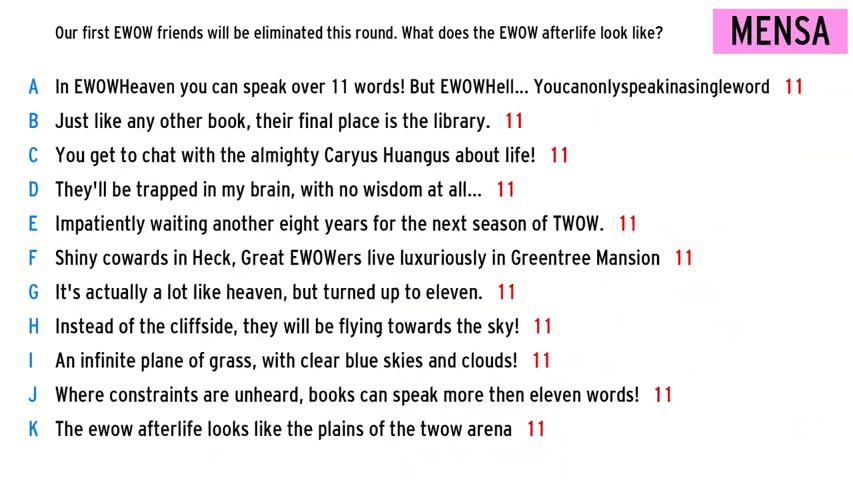 Our first EWOW friends will be eliminated this round. What does the EWOW afterlife look like?
MENSA
A In EWOWHeaven you can speak over 11 words! But EWOWHell... Youcanonlyspeakinasingleword 11
B Just like any other book, their final place is the library. 11
C You get to chat with the almighty Caryus Huangus about life! 11
D They'll be trapped in my brain, with no wisdom at all... 11
E Impatiently waiting another eight years for the next season of TWOW. 11
F Shiny cowards in Heck, Great EWOWers live luxuriously in Greentree Mansion 11
G It's actually a lot like heaven, but turned up to eleven. 11
H Instead of the cliffside, they will be flying towards the sky! 11
I An infinite plane of grass, with clear blue skies and clouds! 11
J Where constraints are unheard, books can speak more then eleven words! 11
K The ewow afterlife looks like the plains of the twow arena 11